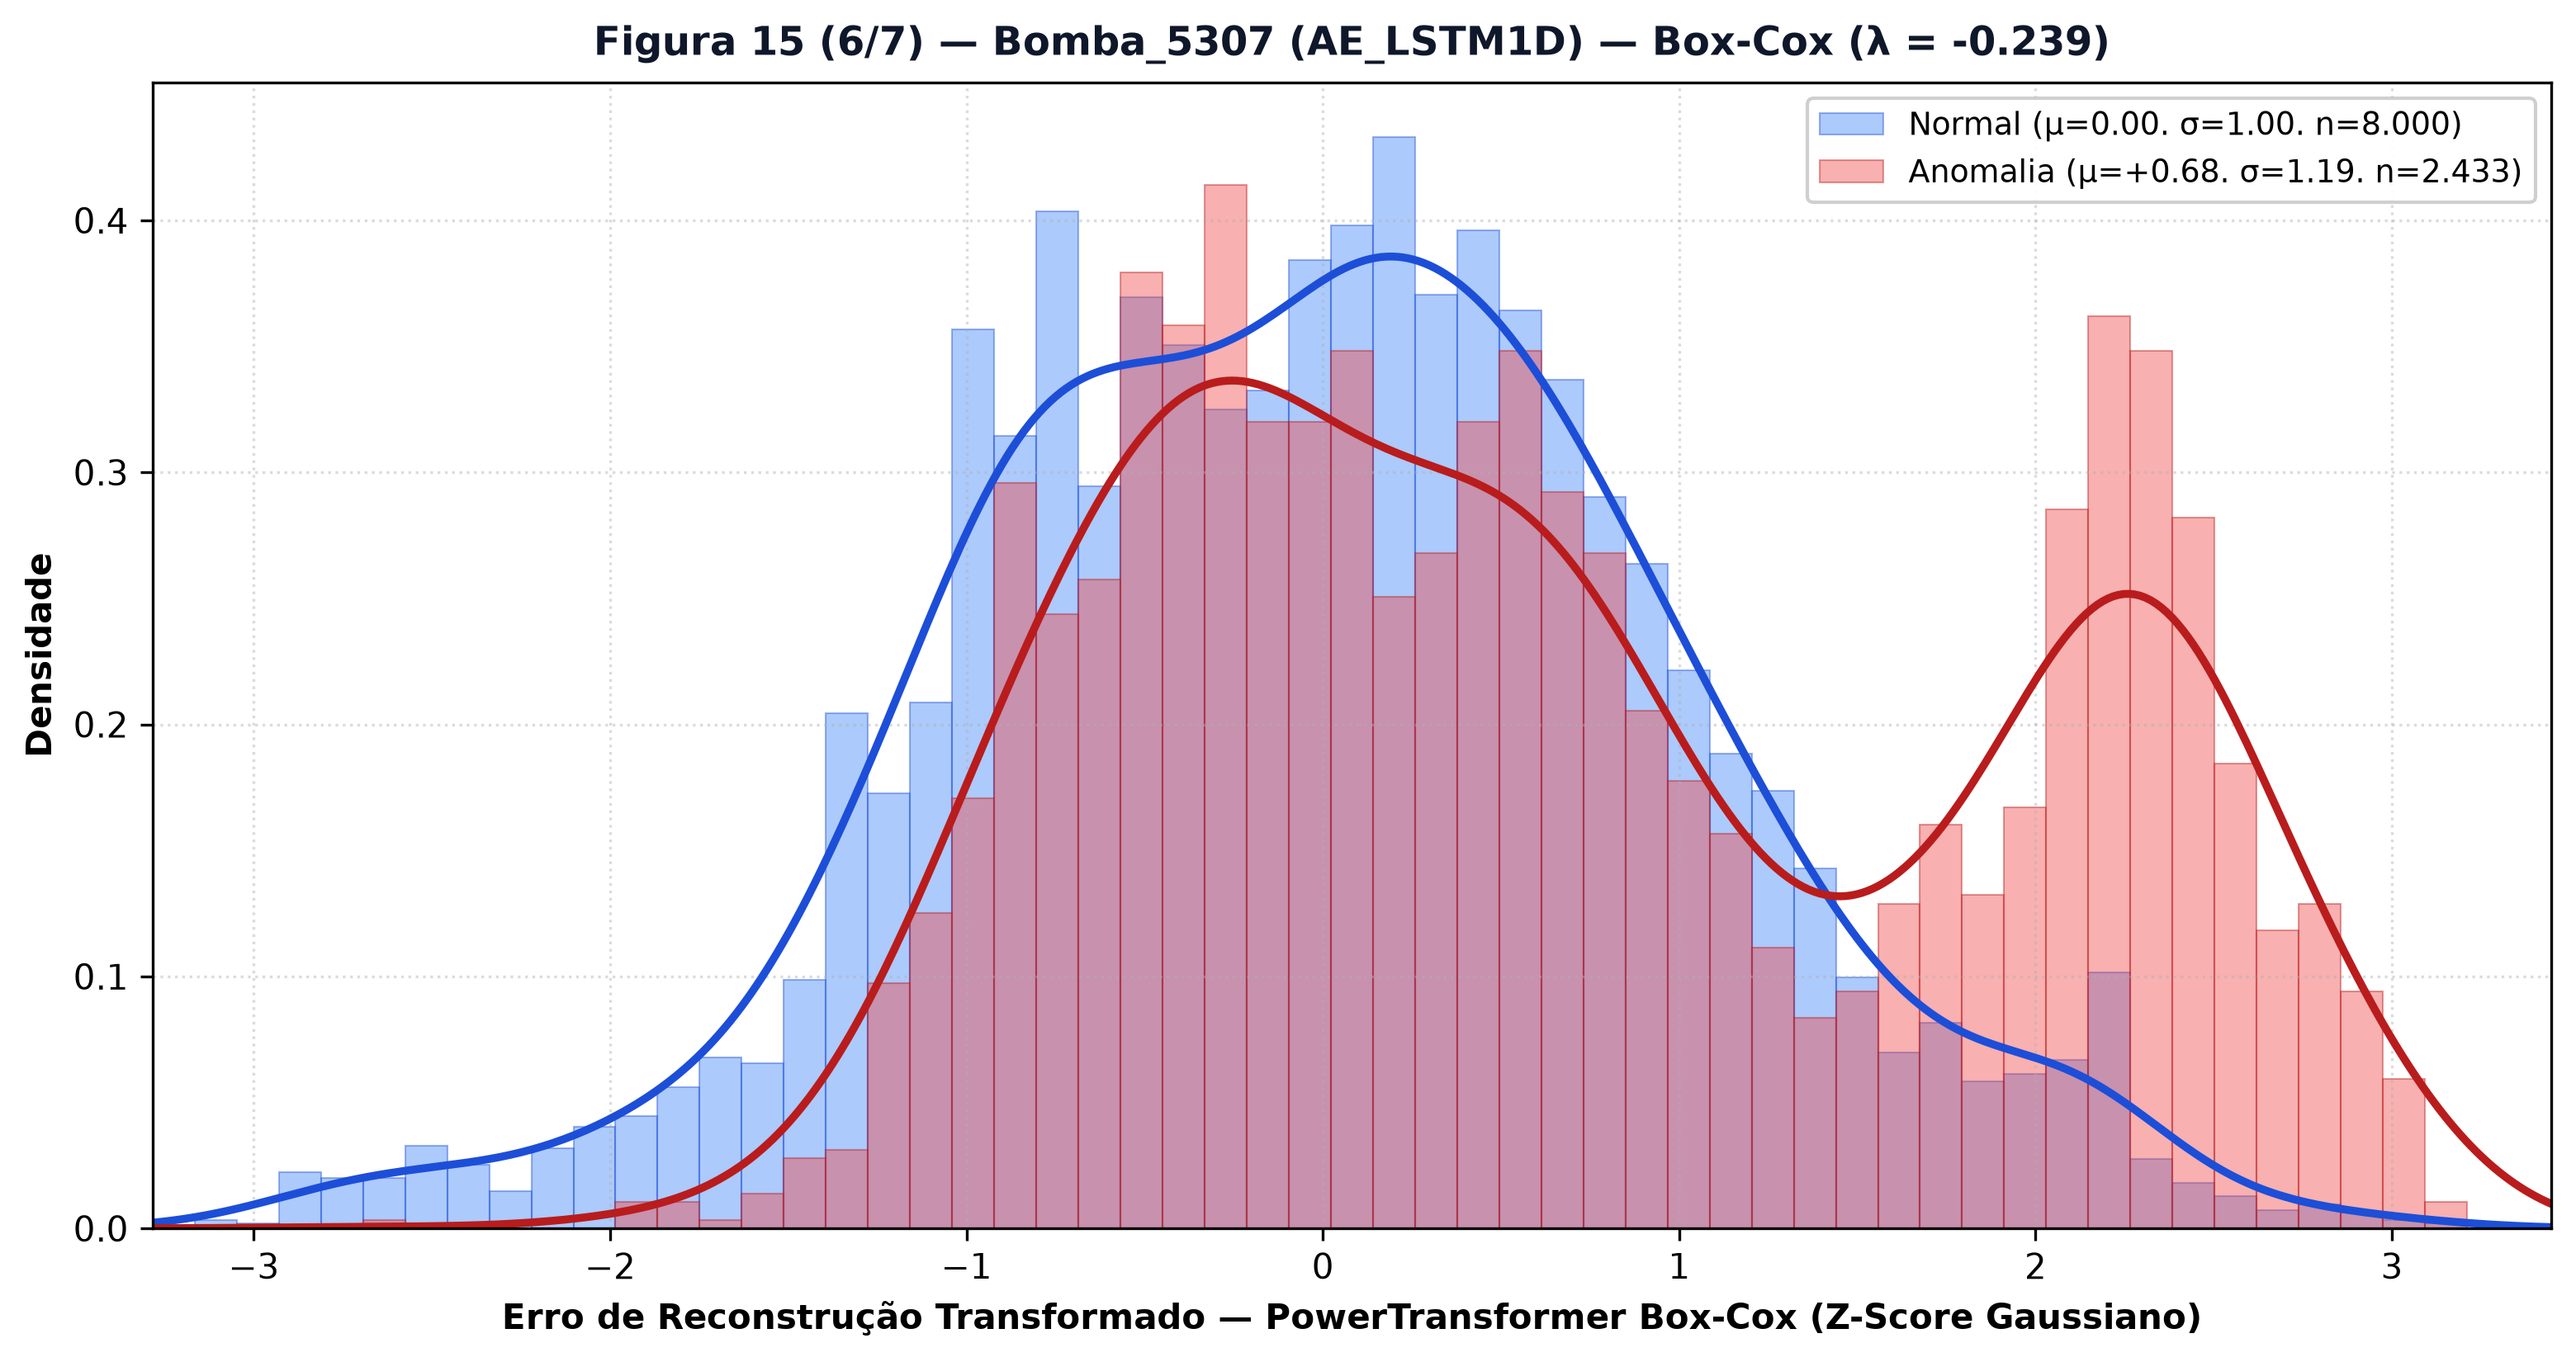 Figura 15 (6/7) — Bomba_5307 (AE_LSTM1D) — Box-Cox (λ = -0.239)
Normal (μ=0.00. σ=1.00. n=8.000)
Anomalia (μ=+0.68. σ=1.19. n=2.433)
Densidade
0.4
0.3
0.2
0.1
0.0
−3 −2 −1 0 1 2 3
Erro de Reconstrução Transformado — PowerTransformer Box-Cox (Z-Score Gaussiano)